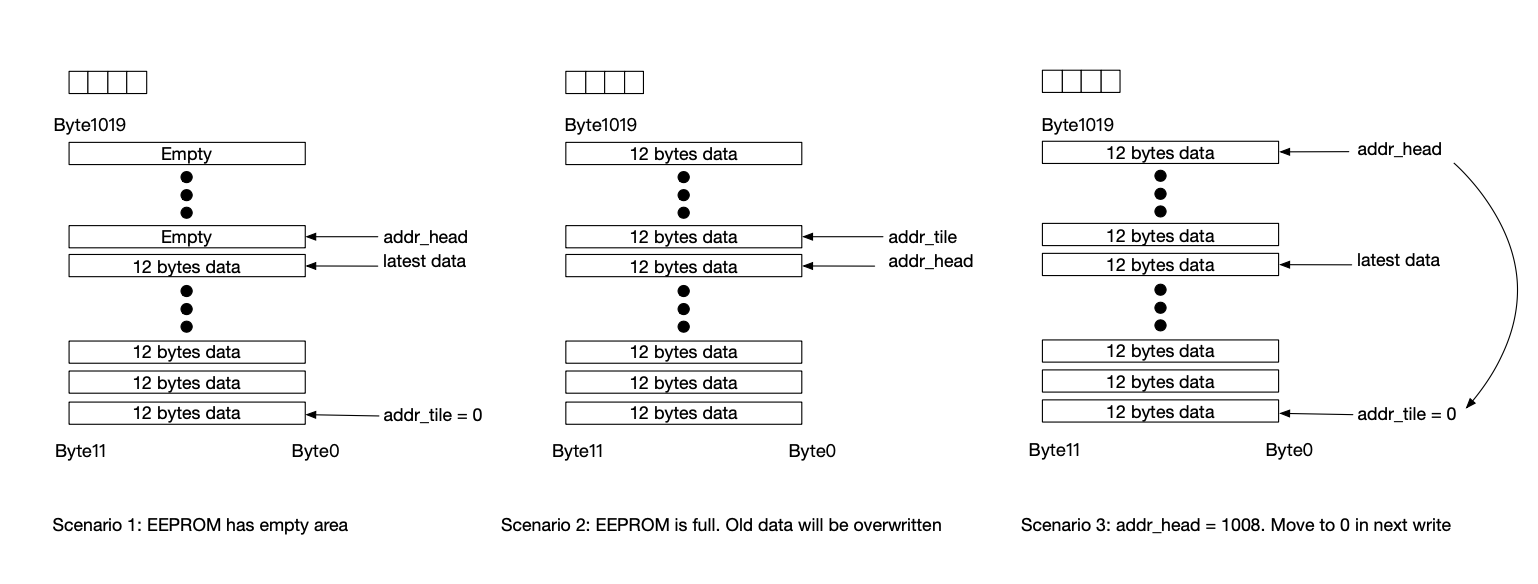 Byte1019
Empty
Empty
addr_head
12 bytes data
latest data
12 bytes data
12 bytes data
12 bytes data
addr_tile = 0
Byte11
Byte0
Scenario 1: EEPROM has empty area
Byte1019
12 bytes data
12 bytes data
addr_tile
12 bytes data
addr_head
12 bytes data
12 bytes data
12 bytes data
Byte11
Byte0
Scenario 2: EEPROM is full. Old data will be overwritten
Byte1019
12 bytes data
addr_head
12 bytes data
12 bytes data
latest data
12 bytes data
12 bytes data
12 bytes data
addr_tile = 0
Byte11
Byte0
Scenario 3: addr_head = 1008. Move to 0 in next write